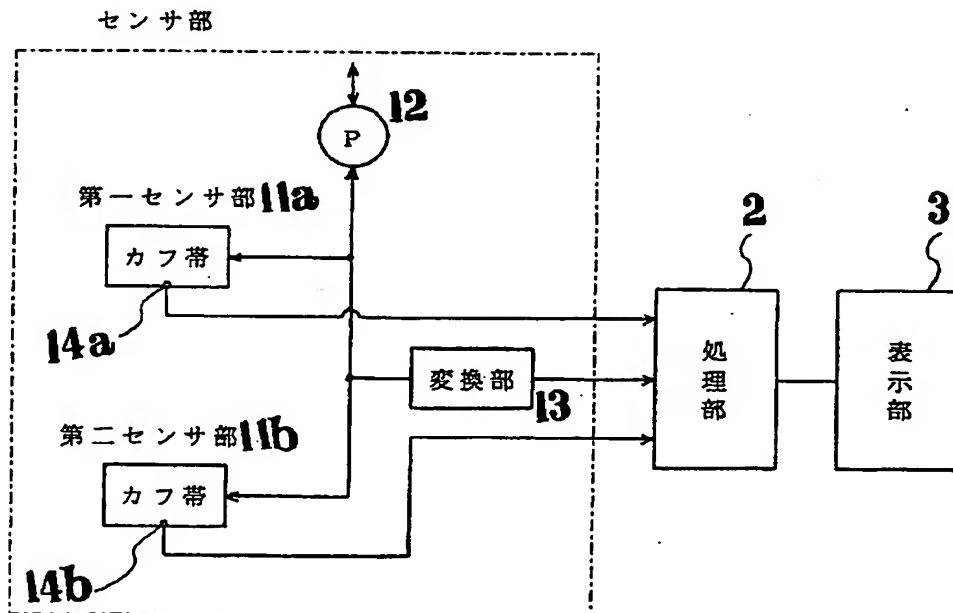 センサ部
12
P
第一センサ部 11a
カフ帯
14a
2
3
処理部
表示部
変換部
13
第二センサ部 11b
カフ帯
14b